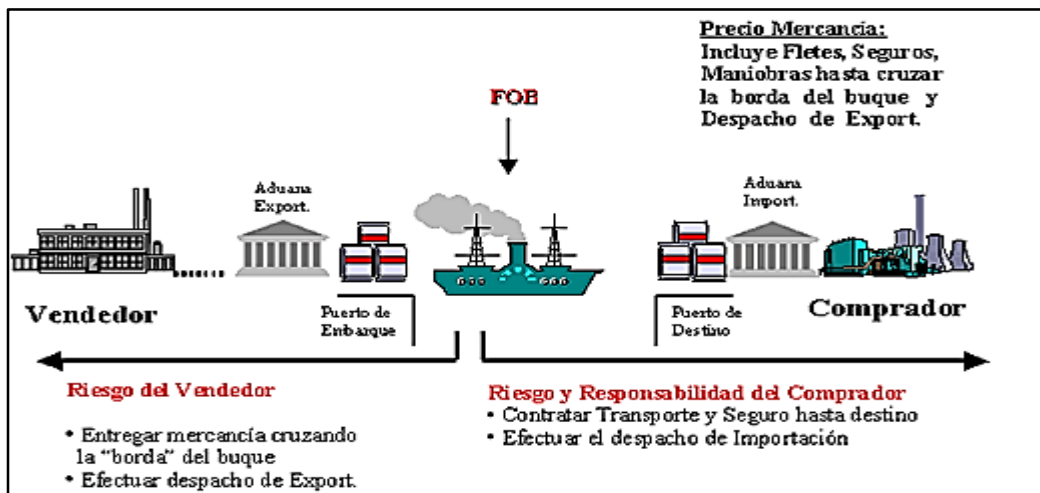 Precio Mercancía:
Incluye Fletes, Seguros,
Maniobras hasta cruzar
la borda del buque y
Despacho de Export.
FOB
Aduana
Export.
Aduana
Import.
Vendedor
Puerto de
Embarque
Puerto de
Destino
Comprador
Riesgo del Vendedor
• Entregar mercancía cruzando
la "borda" del buque
• Efectuar despacho de Export.
Riesgo y Responsabilidad del Comprador
• Contratar Transporte y Seguro hasta destino
• Efectuar el despacho de Importación